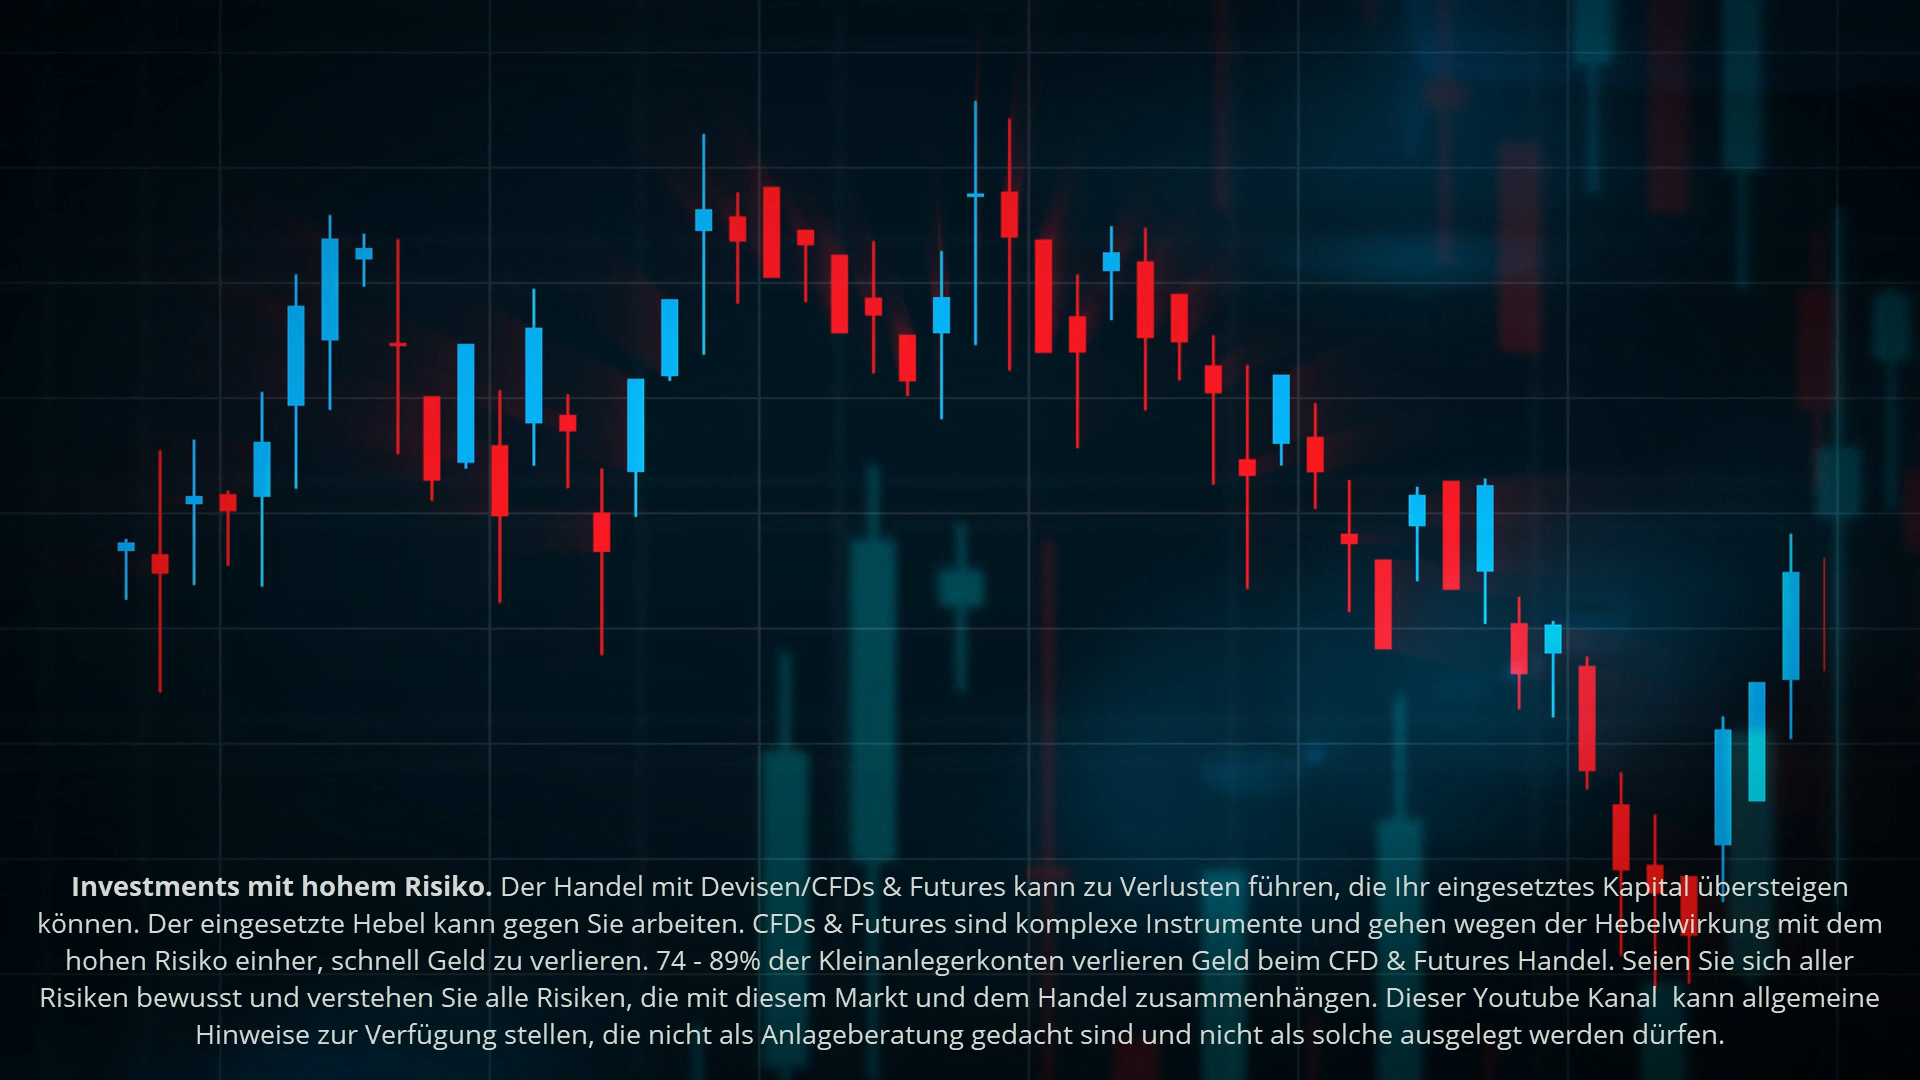 Investments mit hohem Risiko. Der Handel mit Devisen/CFDs & Futures kann zu Verlusten führen, die Ihr eingesetztes Kapital übersteigen
können. Der eingesetzte Hebel kann gegen Sie arbeiten. CFDs & Futures sind komplexe Instrumente und gehen wegen der Hebelwirkung mit dem
hohen Risiko einher, schnell Geld zu verlieren. 74 - 89% der Kleinanlegerkonten verlieren Geld beim CFD & Futures Handel. Seien Sie sich aller
Risiken bewusst und verstehen Sie alle Risiken, die mit diesem Markt und dem Handel zusammenhängen. Dieser Youtube Kanal  kann allgemeine
Hinweise zur Verfügung stellen, die nicht als Anlageberatung gedacht sind und nicht als solche ausgelegt werden dürfen.